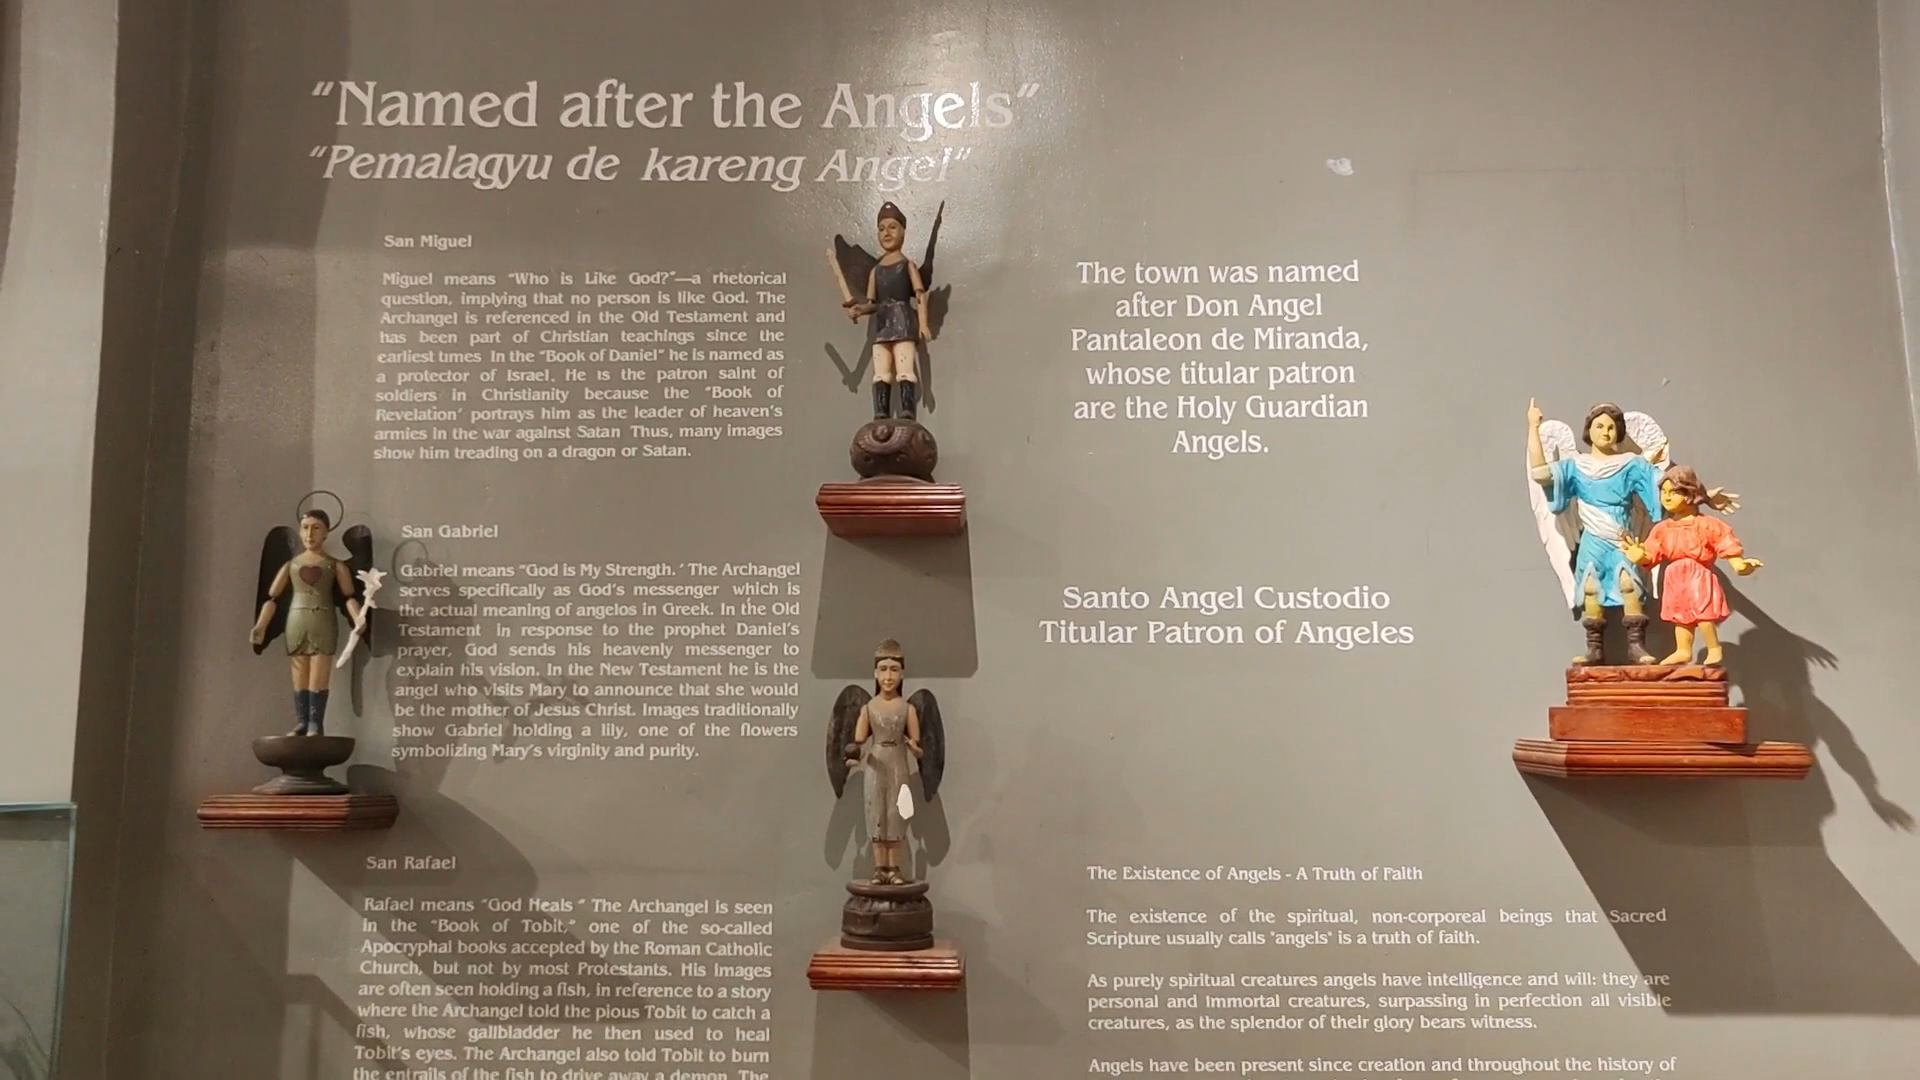 “Named after the Angels”
“Pemalagyu de kareng Angel”
San Miguel
Miguel means “Who is Like God?”—a rhetorical
question, implying that no person is like God. The
Archangel is referenced in the Old Testament and
has been part of Christian teachings since the
earliest times In the “Book of Daniel” he is named as
a protector of Israel. He is the patron saint of
soldiers in Christianity because the “Book of
Revelation’ portrays him as the leader of heaven’s
armies in the war against Satan Thus, many images
show him treading on a dragon or Satan.
San Gabriel
Gabriel means “God is My Strength. ’ The Archangel
serves specifically as God’s messenger which is
the actual meaning of angelos in Greek. In the Old
Testament in response to the prophet Daniel’s
prayer, God sends his heavenly messenger to
explain his vision. In the New Testament he is the
angel who visits Mary to announce that she would
be the mother of Jesus Christ. Images traditionally
show Gabriel holding a lily, one of the flowers
symbolizing Mary’s virginity and purity.
San Rafael
Rafael means “God Heals “ The Archangel is seen
in the “Book of Tobit,” one of the so-called
Apocryphal books accepted by the Roman Catholic
Church, but not by most Protestants. His images
are often seen holding a fish, in reference to a story
where the Archangel told the pious Tobit to catch a
fish, whose gallbladder he then used to heal
Tobit’s eyes. The Archangel also told Tobit to burn
the entrails of the fish to drive away a demon. The
The town was named
after Don Angel
Pantaleon de Miranda,
whose titular patron
are the Holy Guardian
Angels.
Santo Angel Custodio
Titular Patron of Angeles
The Existence of Angels - A Truth of Faith
The existence of the spiritual, non-corporeal beings that Sacred
Scripture usually calls "angels" is a truth of faith.
As purely spiritual creatures angels have intelligence and will: they are
personal and immortal creatures, surpassing in perfection all visible
creatures, as the splendor of their glory bears witness.
Angels have been present since creation and throughout the history of